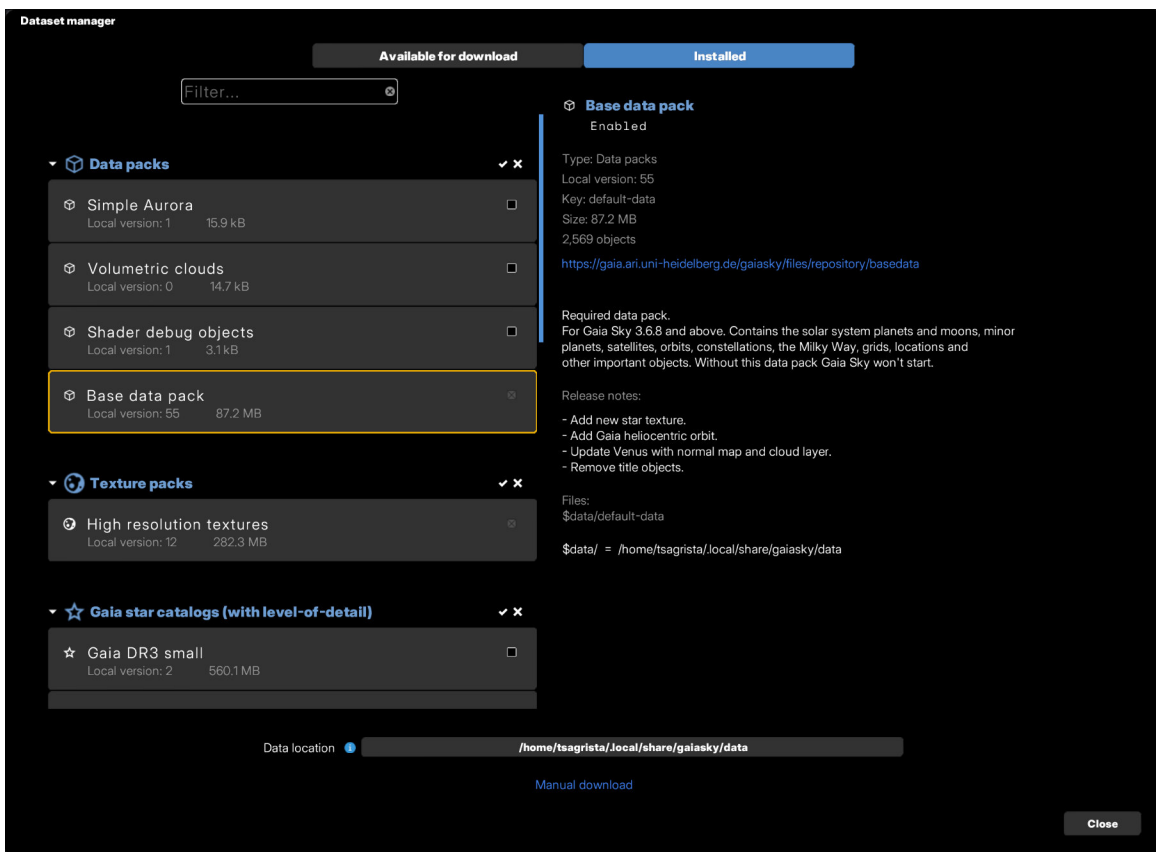 Dataset manager
Available for download
Installed
Filter...
Data packs
Simple Aurora
Local version: 1 15.9 kB
Volumetric clouds
Local version: 0 14.7 kB
Shader debug objects
Local version: 1 3.1 kB
Base data pack
Local version: 55 87.2 MB
Texture packs
High resolution textures
Local version: 12 282.3 MB
Gaia star catalogs (with level-of-detail)
Gaia DR3 small
Local version: 2 560.1 MB
Base data pack
Enabled
Type: Data packs
Local version: 55
Key: default-data
Size: 87.2 MB
2,569 objects
https://gaia.ari.uni-heidelberg.de/gaiasky/files/repository/basedata
Required data pack.
For Gaia Sky 3.6.8 and above. Contains the solar system planets and moons, minor
planets, satellites, orbits, constellations, the Milky Way, grids, locations and
other important objects. Without this data pack Gaia Sky won't start.
Release notes:
- Add new star texture.
- Add Gaia heliocentric orbit.
- Update Venus with normal map and cloud layer.
- Remove title objects.
Files:
$data/default-data
$data/ = /home/tsagrista/.local/share/gaiasky/data
Data location
/home/tsagrista/.local/share/gaiasky/data
Manual download
Close